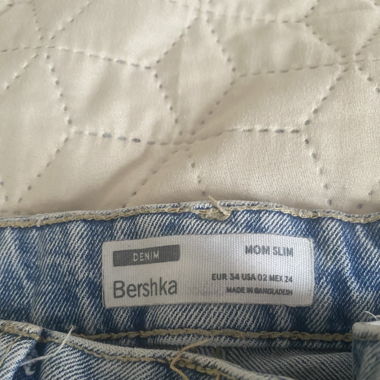 DENIM
MOM SLIM
Bershka
EUR 34 USA 02 MEX 24
MADE IN BANGLADESH